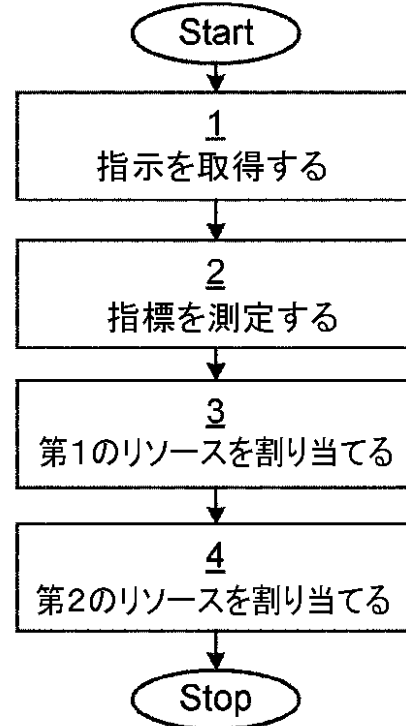 Start
1
指示を取得する
2
指標を測定する
3
第1のリソースを割り当てる
4
第2のリソースを割り当てる
Stop